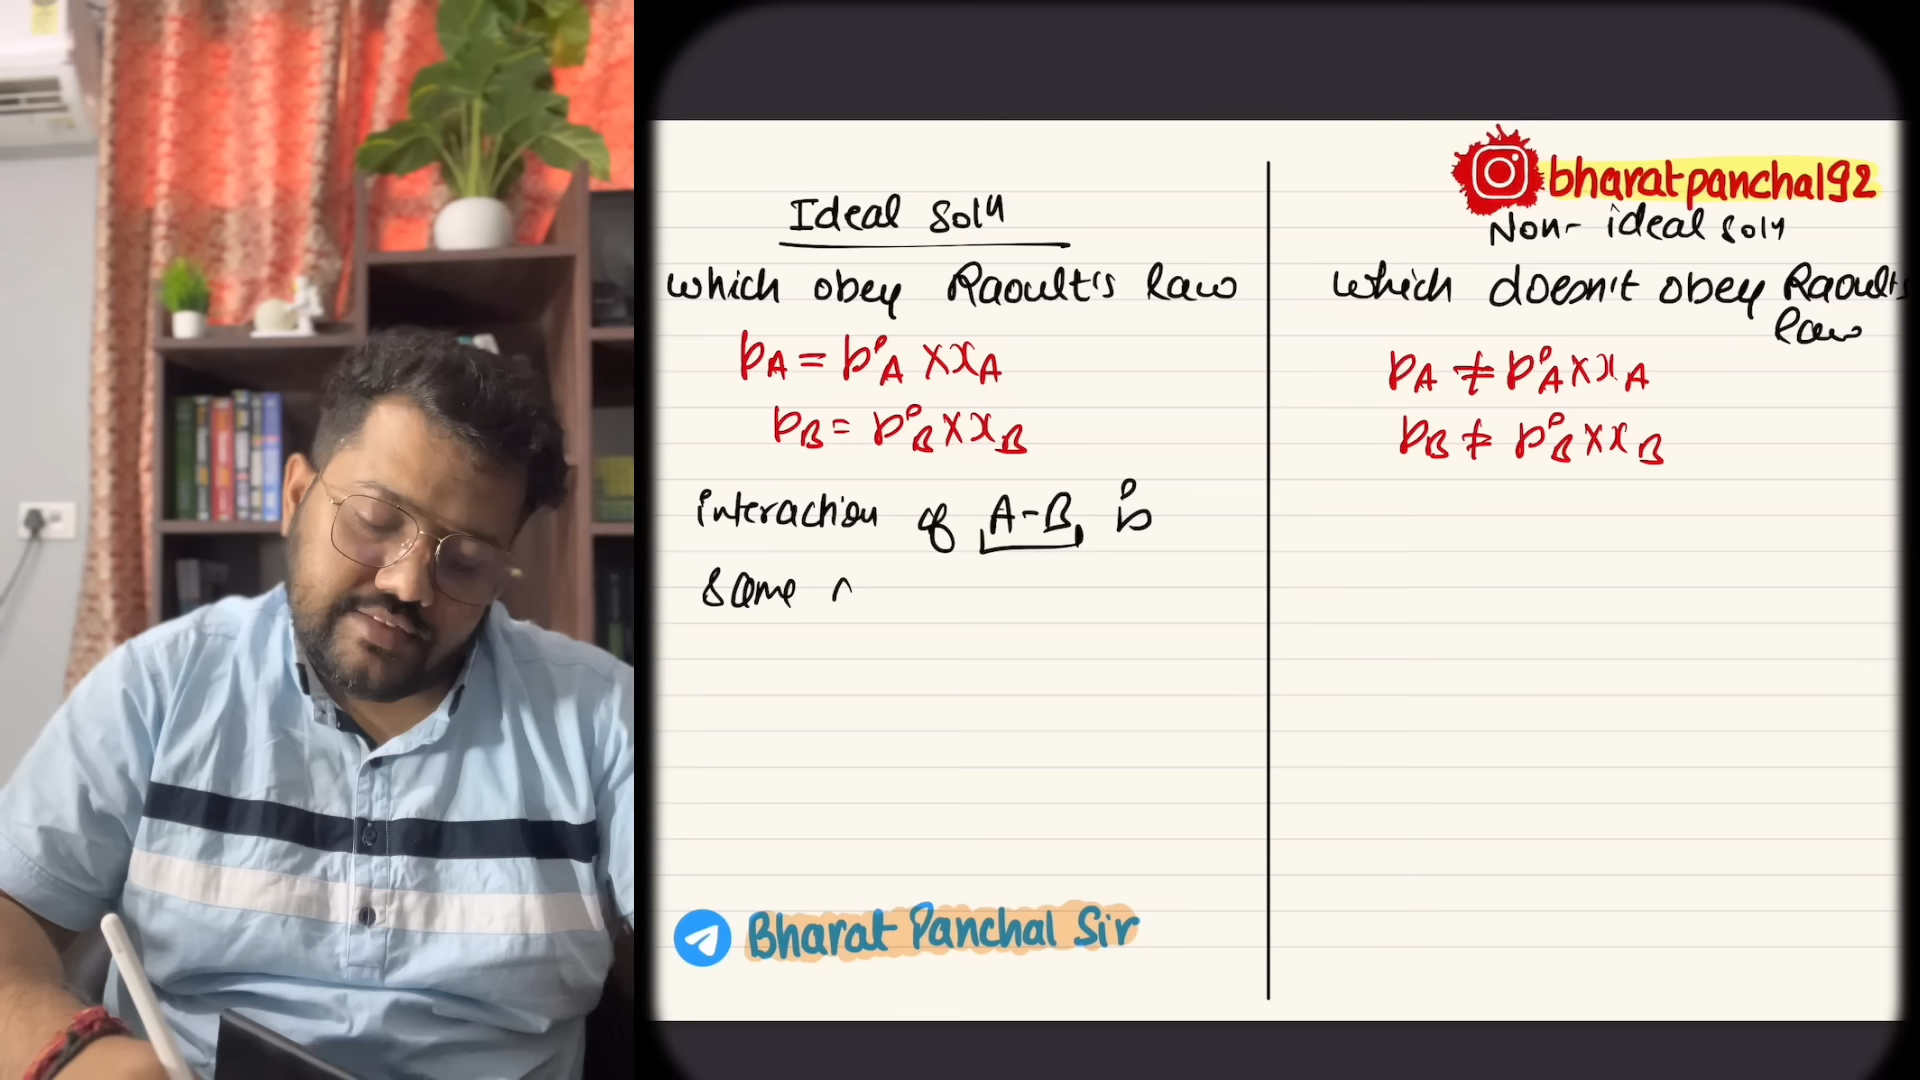 Ideal soln
which obey Raoult's law
pA = p°A × xA
pB = p°B × xB
interaction of A-B is
same
bharatpanchal92
Non-ideal soln
which doesn't obey Raoult's
law
pA ≠ p°A × xA
pB ≠ p°B × xB
Bharat Panchal Sir